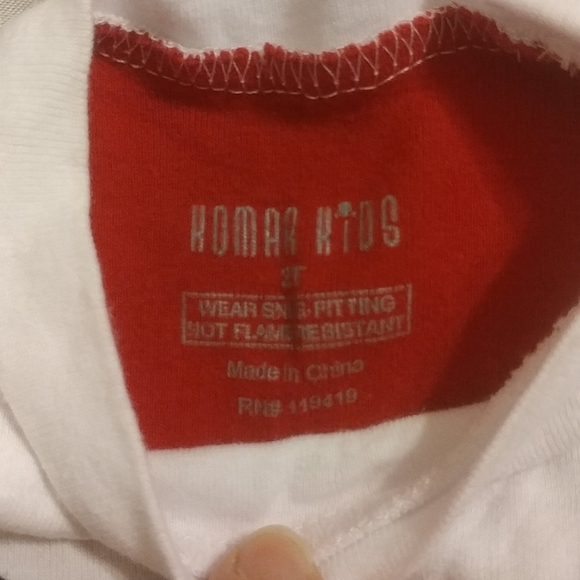 KOMAR KiDS
2T
WEAR SNUG-FITTING
NOT FLAME RESISTANT
Made in China
RN# 119419